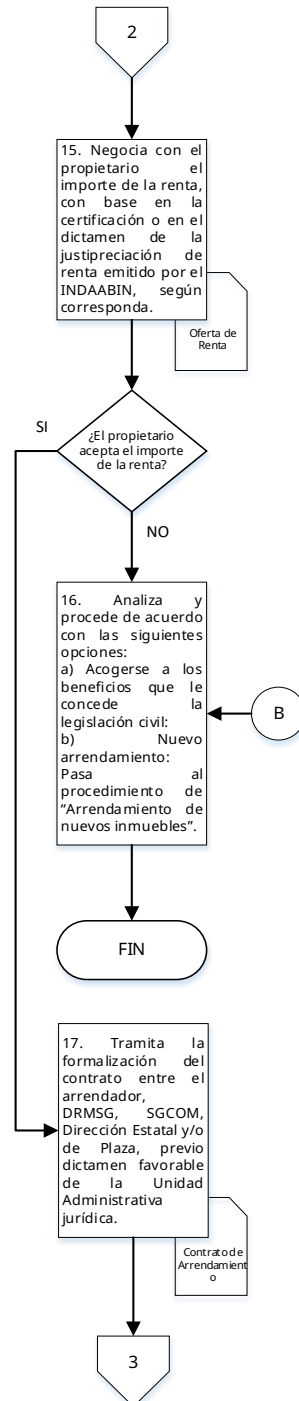 2
15. Negocia con el
propietario el
importe de la renta,
con base en la
certificación o en el
dictamen de la
justipreciación de
renta emitido por el
INDAABIN, según
corresponda.
Oferta de
Renta
SI
¿El propietario
acepta el importe
de la renta?
NO
16. Analiza y
procede de acuerdo
con las siguientes
opciones:
a) Acogerse a los
beneficios que le
concede la
legislación civil:
b) Nuevo
arrendamiento:
Pasa al
procedimiento de
“Arrendamiento de
nuevos inmuebles”.
B
FIN
17. Tramita la
formalización del
contrato entre el
arrendador,
DRMSG, SGCOM,
Dirección Estatal y/o
de Plaza, previo
dictamen favorable
de la Unidad
Administrativa
jurídica.
Contrato de
Arrendamient
o
3